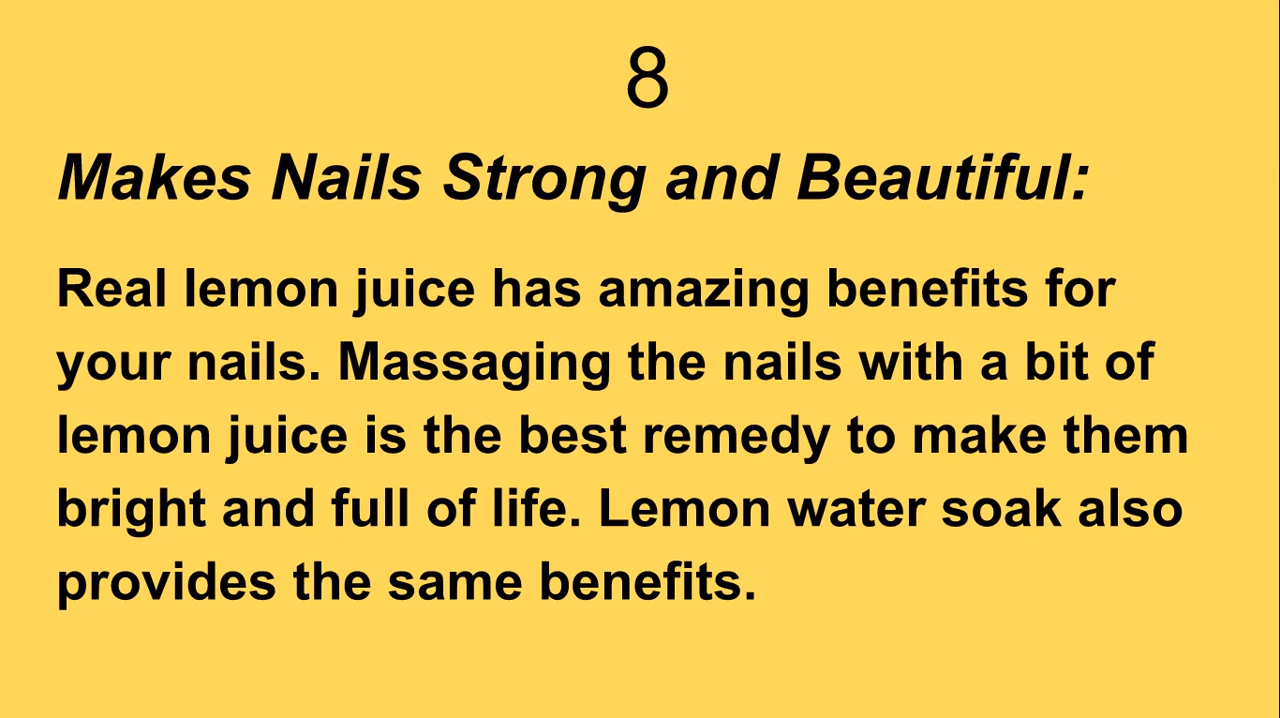 8
Makes Nails Strong and Beautiful:
Real lemon juice has amazing benefits for
your nails. Massaging the nails with a bit of
lemon juice is the best remedy to make them
bright and full of life. Lemon water soak also
provides the same benefits.